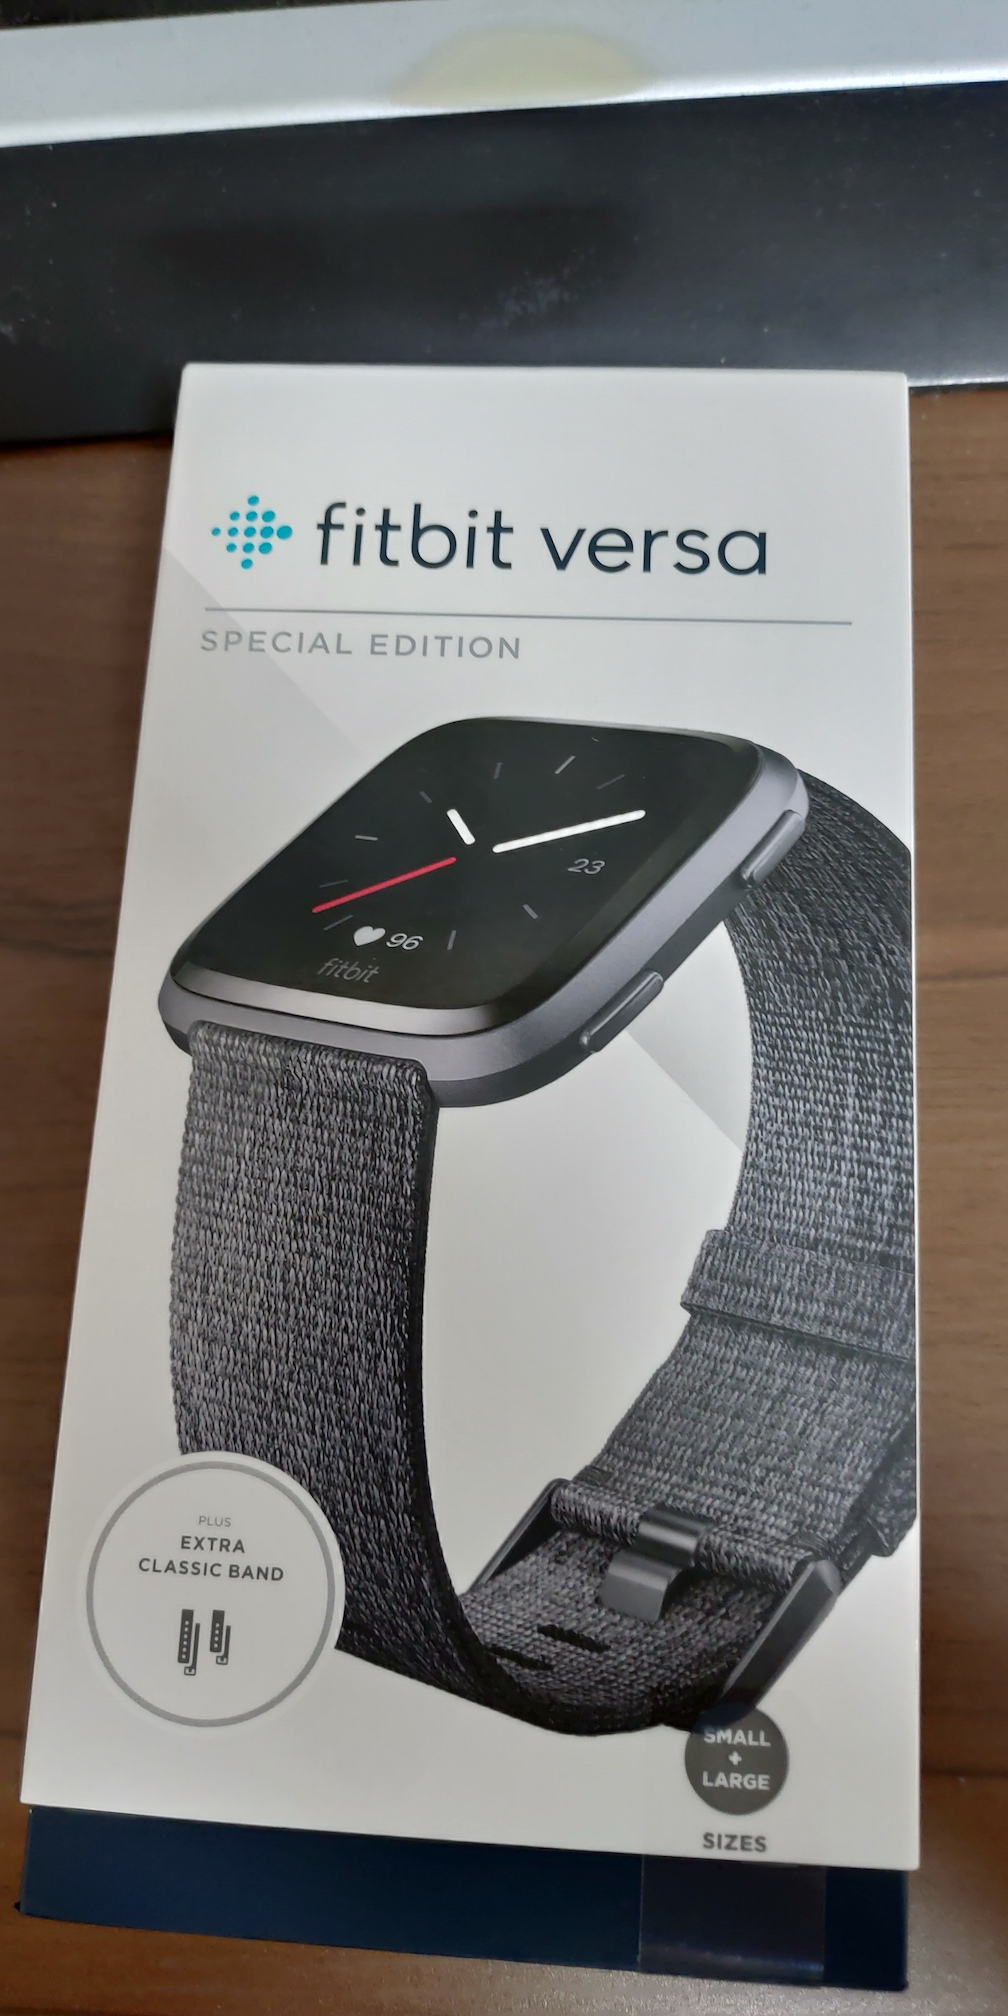 fitbit versa
SPECIAL EDITION
23
96
fitbit
PLUS
EXTRA
CLASSIC BAND
SMALL
+
LARGE
SIZES